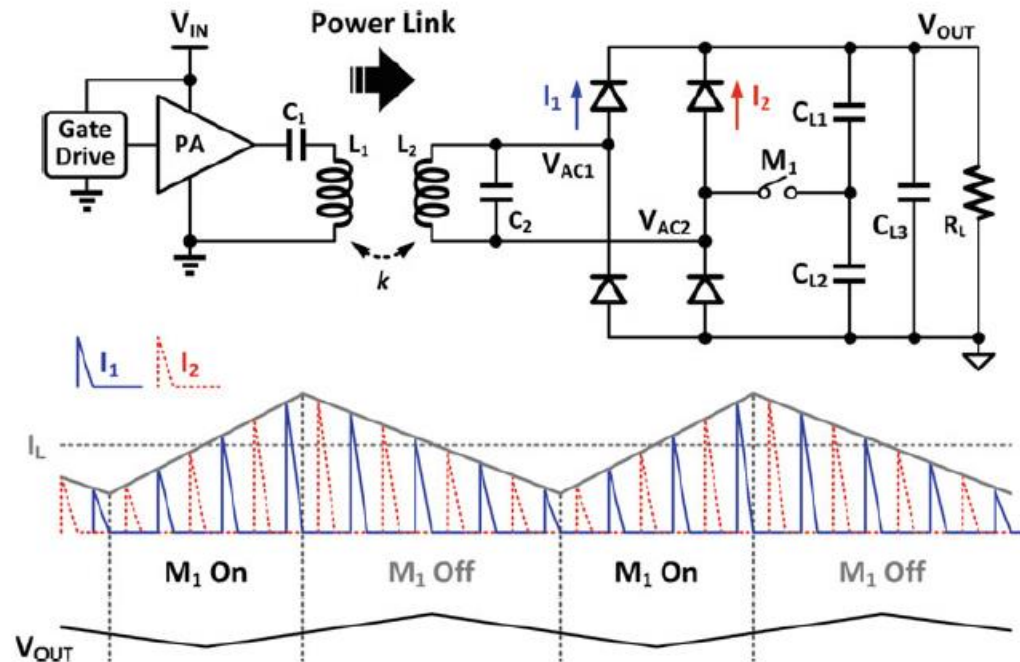 V_IN
Power Link
V_OUT
Gate
Drive
PA
C_1
L_1
L_2
I_1
I_2
V_AC1
C_2
M_1
C_L1
V_AC2
C_L3
R_L
C_L2
k
I_1
I_2
I_L
M_1 On
M_1 Off
M_1 On
M_1 Off
V_OUT